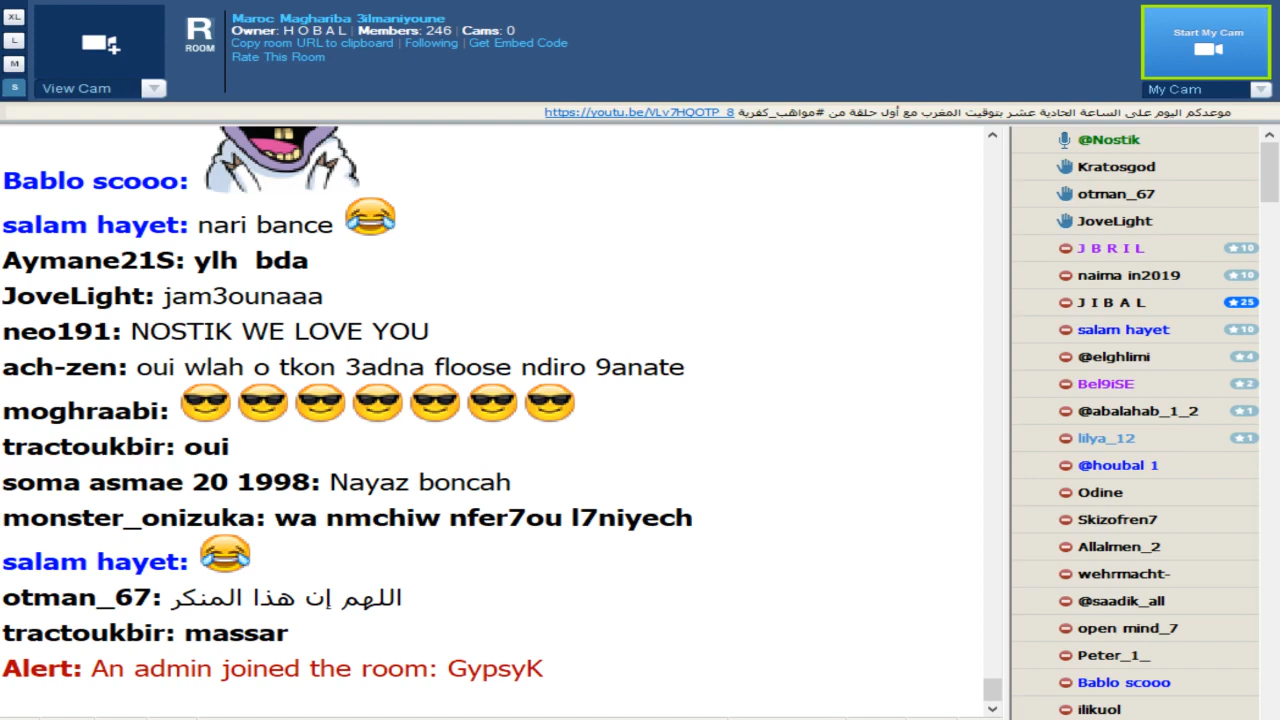 XL
L
M
S
View Cam
R
ROOM
Maroc Maghariba 3ilmaniyoune
Owner: H O B A L | Members: 246 | Cams: 0
Copy room URL to clipboard | Following | Get Embed Code
Rate This Room
Start My Cam
My Cam
موعدكم اليوم على الساعة الحادية عشر بتوقيت المغرب مع أول حلقة من #مواهب_كفرية https://youtu.be/VLv7HQOTP_8
Bablo scooo:
salam hayet: nari bance 😂
Aymane21S: ylh bda
JoveLight: jam3ounaaa
neo191: NOSTIK WE LOVE YOU
ach-zen: oui wlah o tkon 3adna floose ndiro 9anate
moghraabi: 😎😎😎😎😎😎😎
tractoukbir: oui
soma asmae 20 1998: Nayaz boncah
monster_onizuka: wa nmchiw nfer7ou l7niyech
salam hayet: 😂
otman_67: اللهم إن هذا المنكر
tractoukbir: massar
Alert: An admin joined the room: GypsyK
@Nostik
Kratosgod
otman_67
JoveLight
J B R I L ★10
naima in2019 ★10
J I B A L ★25
salam hayet ★10
@elghlimi ★4
Bel9iSE ★2
@abalahab_1_2 ★1
lilya_12 ★1
@houbal 1
Odine
Skizofren7
Allalmen_2
wehrmacht-
@saadik_all
open mind_7
Peter_1_
Bablo scooo
ilikuol